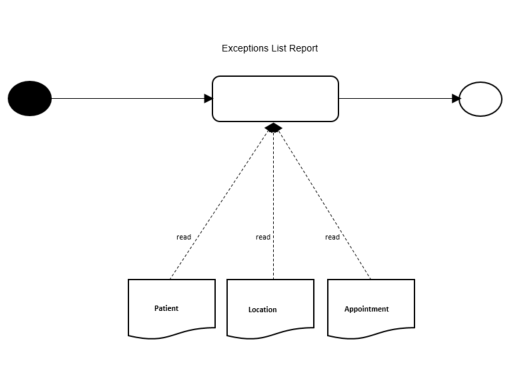 Exceptions List Report
read
read
read
Patient
Location
Appointment